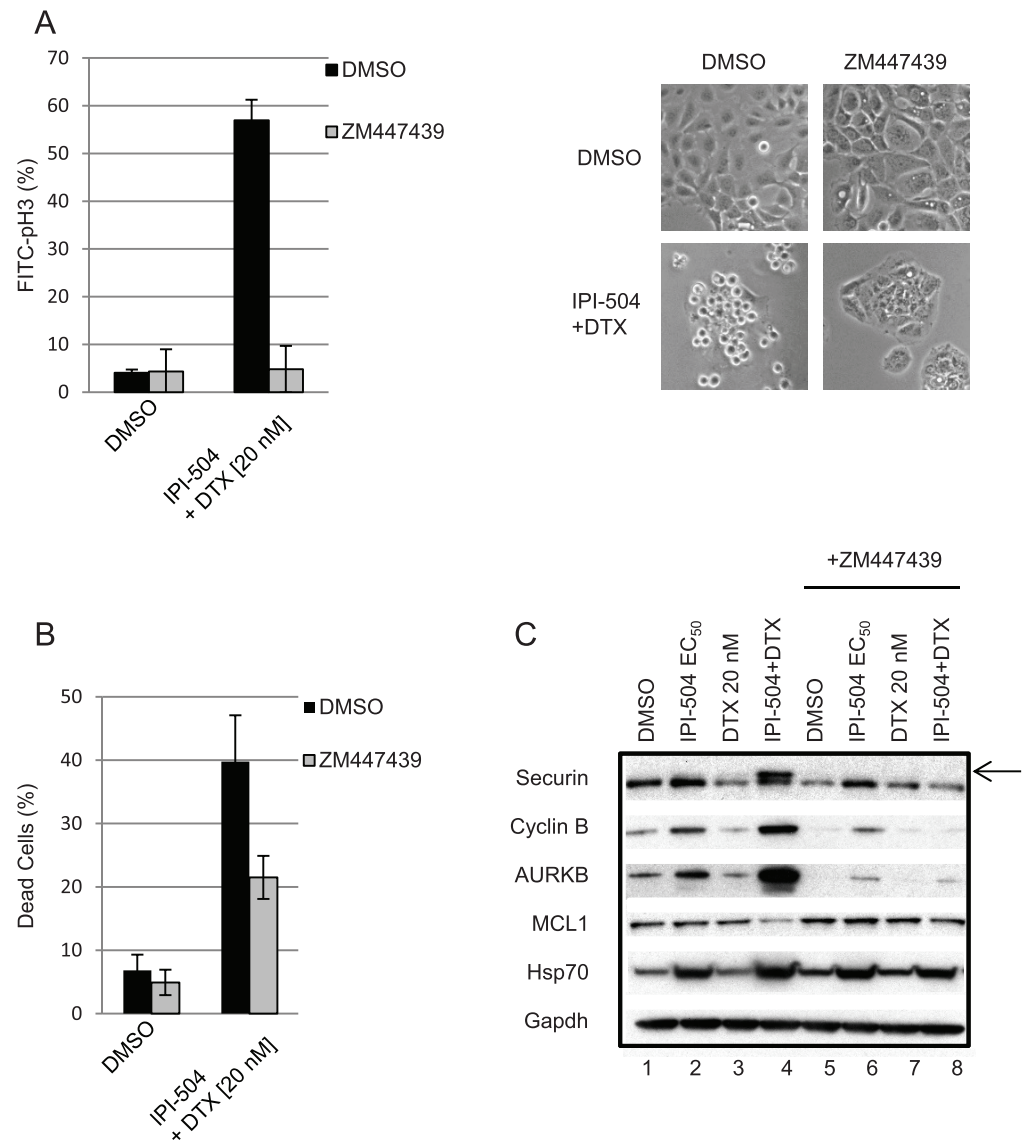 A
70
60
50
40
30
20
10
0
FITC-pH3 (%)
DMSO
ZM447439
DMSO
IPI-504
+ DTX [20 nM]
DMSO
ZM447439
DMSO
IPI-504
+DTX
B
50
40
30
20
10
0
Dead Cells (%)
DMSO
ZM447439
DMSO
IPI-504
+ DTX [20 nM]
C
+ZM447439
DMSO
IPI-504 EC50
DTX 20 nM
IPI-504+DTX
DMSO
IPI-504 EC50
DTX 20 nM
IPI-504+DTX
Securin
Cyclin B
AURKB
MCL1
Hsp70
Gapdh
1 2 3 4 5 6 7 8